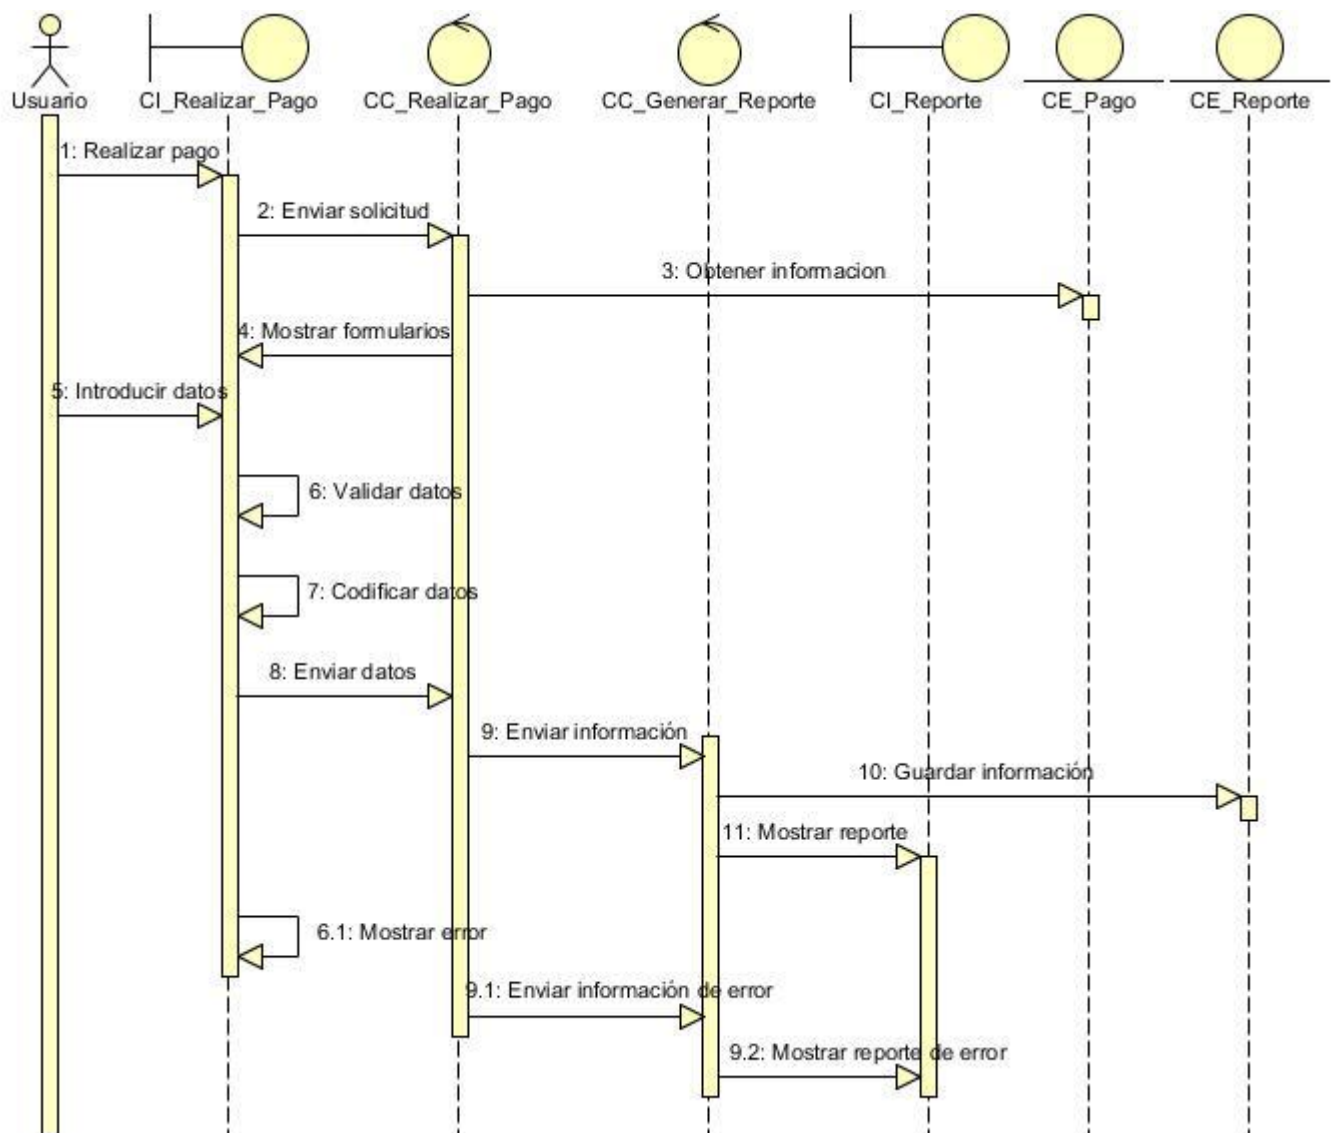 Usuario
CI_Realizar_Pago
CC_Realizar_Pago
CC_Generar_Reporte
CI_Reporte
CE_Pago
CE_Reporte
1: Realizar pago
2: Enviar solicitud
3: Obtener informacion
4: Mostrar formularios
5: Introducir datos
6: Validar datos
7: Codificar datos
8: Enviar datos
9: Enviar información
10: Guardar información
11: Mostrar reporte
6.1: Mostrar error
9.1: Enviar información de error
9.2: Mostrar reporte de error